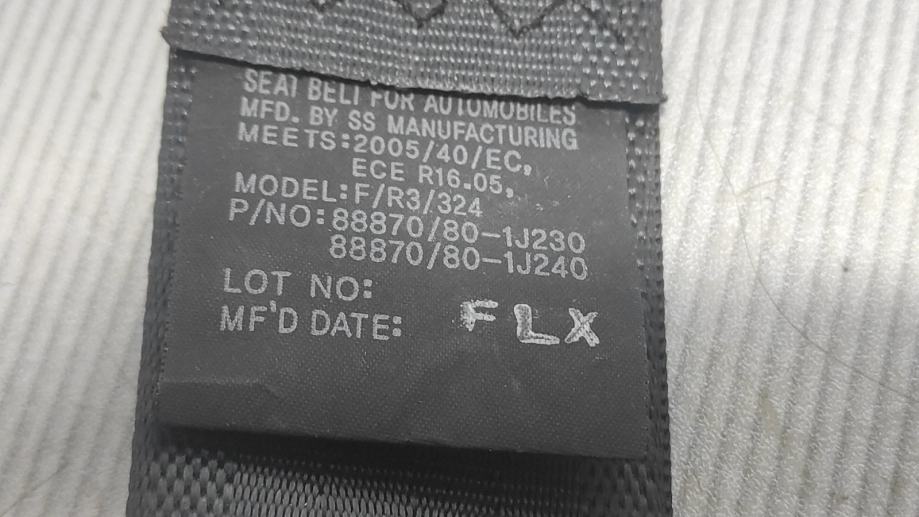 SEAT BELT FOR AUTOMOBILES
MFD. BY SS MANUFACTURING
MEETS:2005/40/EC,
ECE R16.05,
MODEL:F/R3/324
P/NO:88870/80-1J230
88870/80-1J240
LOT NO:
MF'D DATE: FLX